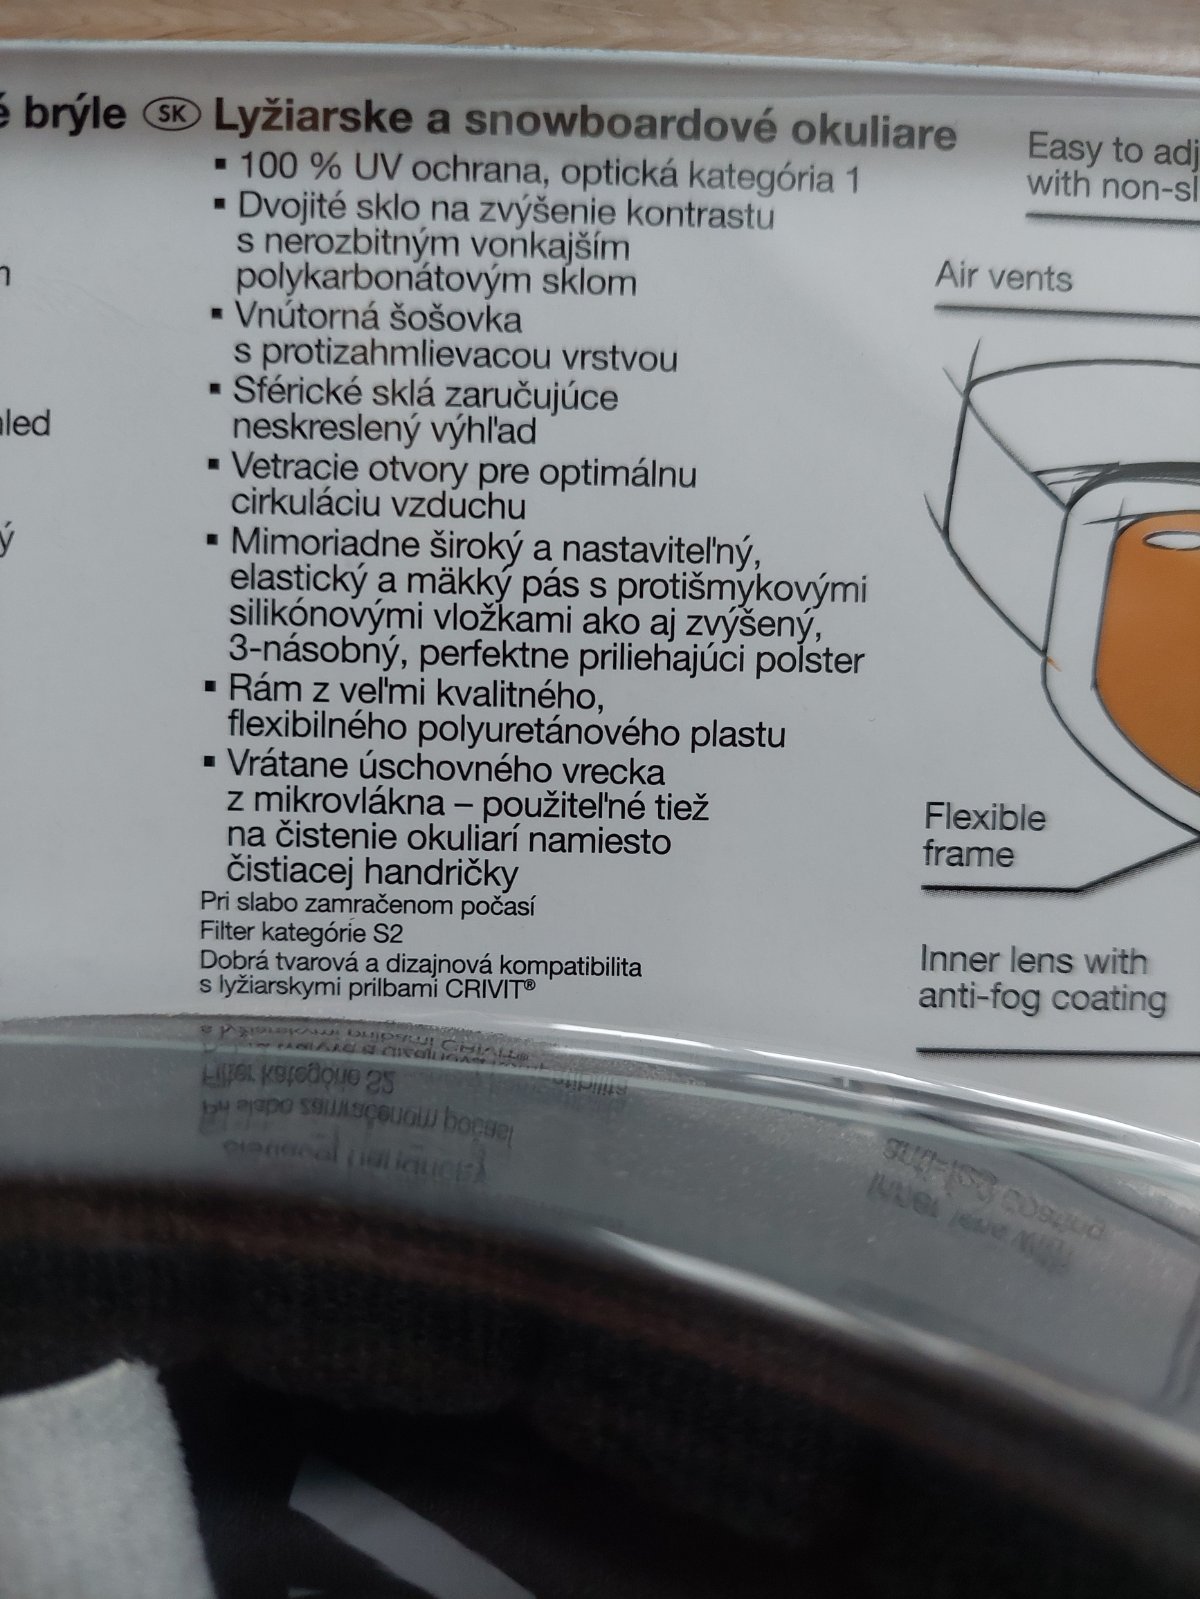 brýle
SK Lyžiarske a snowboardové okuliare
▪ 100 % UV ochrana, optická kategória 1
▪ Dvojité sklo na zvýšenie kontrastu
s nerozbitným vonkajším
polykarbonátovým sklom
▪ Vnútorná šošovka
s protizahmlievacou vrstvou
▪ Sférické sklá zaručujúce
neskreslený výhľad
▪ Vetracie otvory pre optimálnu
cirkuláciu vzduchu
▪ Mimoriadne široký a nastaviteľný,
elastický a mäkký pás s protišmykovými
silikónovými vložkami ako aj zvýšený,
3-násobný, perfektne priliehajúci polster
▪ Rám z veľmi kvalitného,
flexibilného polyuretánového plastu
▪ Vrátane úschovného vrecka
z mikrovlákna – použiteľné tiež
na čistenie okuliarí namiesto
čistiacej handričky
Pri slabo zamračenom počasí
Filter kategórie S2
Dobrá tvarová a dizajnová kompatibilita
s lyžiarskymi prilbami CRIVIT®
Easy to adj
with non-sl
Air vents
Flexible
frame
Inner lens with
anti-fog coating